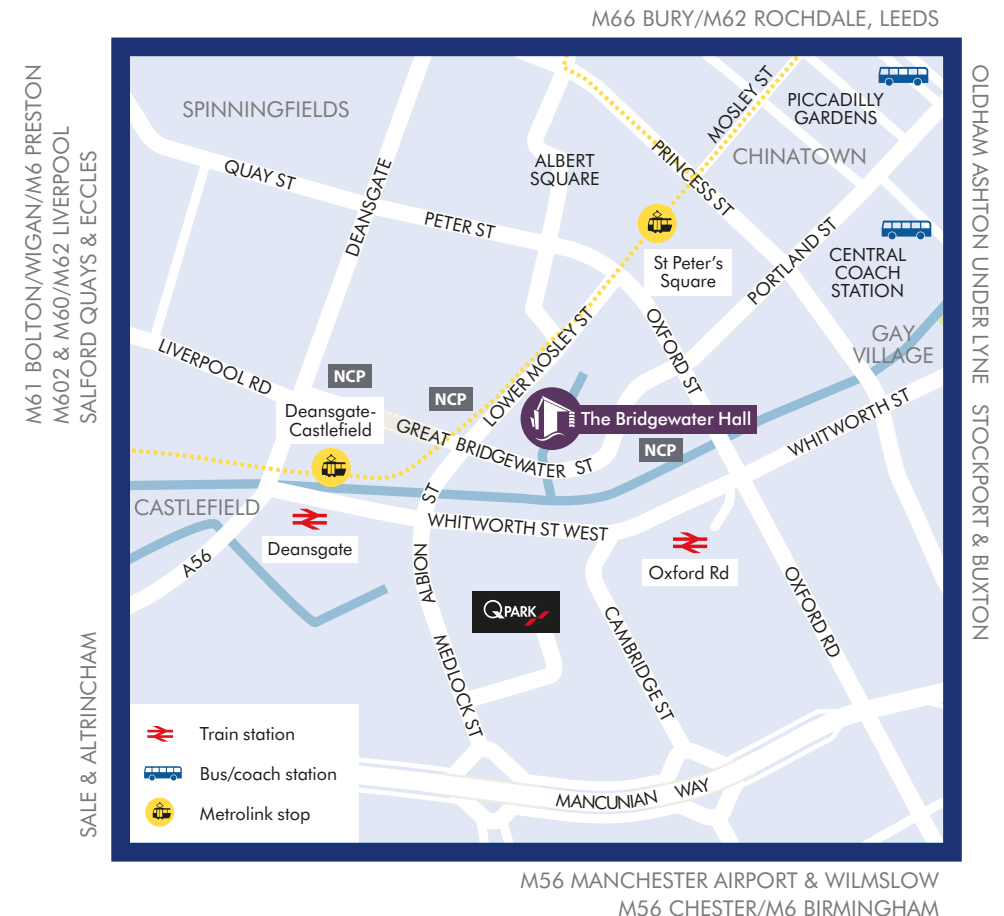 M66 BURY/M62 ROCHDALE, LEEDS
M61 BOLTON/WIGAN/M6 PRESTON
M602 & M60/M62 LIVERPOOL
SALFORD QUAYS & ECCLES
SALE & ALTRINCHAM
OLDHAM ASHTON UNDER LYNE
STOCKPORT & BUXTON
SPINNINGFIELDS
MOSLEY ST
PICCADILLY
GARDENS
QUAY ST
DEANSGATE
ALBERT
SQUARE
PRINCESS ST
CHINATOWN
PETER ST
St Peter's
Square
PORTLAND ST
CENTRAL
COACH
STATION
LIVERPOOL RD
LOWER MOSLEY ST
OXFORD ST
GAY
VILLAGE
NCP
NCP
Deansgate-
Castlefield
GREAT BRIDGEWATER ST
The Bridgewater Hall
NCP
WHITWORTH ST
CASTLEFIELD
ALBION ST
WHITWORTH ST WEST
Deansgate
A56
Oxford Rd
QPARK
OXFORD RD
CAMBRIDGE ST
MEDLOCK ST
MANCUNIAN WAY
Train station
Bus/coach station
Metrolink stop
M56 MANCHESTER AIRPORT & WILMSLOW
M56 CHESTER/M6 BIRMINGHAM